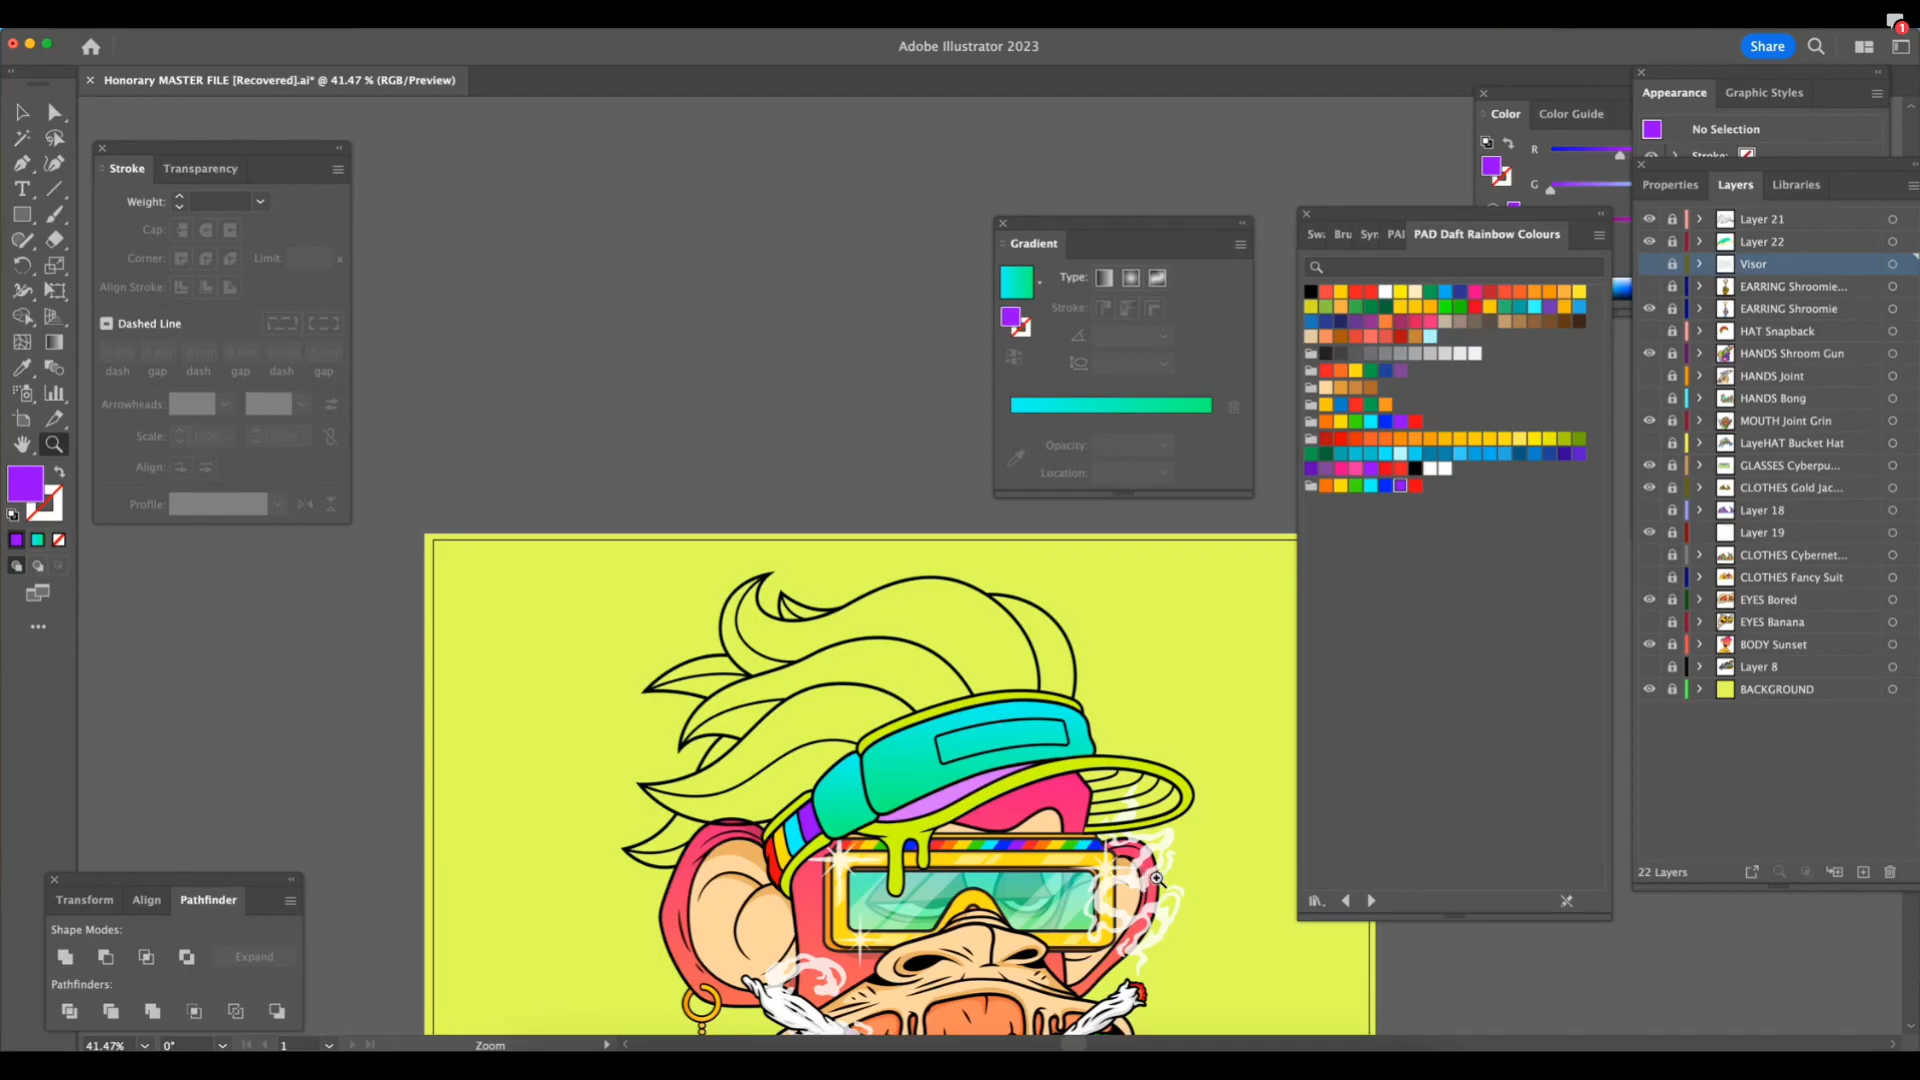 1
Adobe Illustrator 2023
Share
Honorary MASTER FILE [Recovered].ai* @ 41.47 % (RGB/Preview)
Appearance
Graphic Styles
No Selection
Stroke:
Color
Color Guide
R
G
Properties
Layers
Libraries
Layer 21
Layer 22
Visor
EARRING Shroomie...
EARRING Shroomie
HAT Snapback
HANDS Shroom Gun
HANDS Joint
HANDS Bong
MOUTH Joint Grin
LayeHAT Bucket Hat
GLASSES Cyberpu...
CLOTHES Gold Jac...
Layer 18
Layer 19
CLOTHES Cybernet...
CLOTHES Fancy Suit
EYES Bored
EYES Banana
BODY Sunset
Layer 8
BACKGROUND
22 Layers
Stroke
Transparency
Weight:
Cap:
Corner:
Limit:
x
Align Stroke:
Dashed Line
dash
gap
dash
gap
dash
gap
Arrowheads:
Scale:
100%
100%
Align:
Profile:
Gradient
Type:
Stroke:
Opacity:
Location:
Swa
Bru
Syn
PAI
PAD Daft Rainbow Colours
Transform
Align
Pathfinder
Shape Modes:
Expand
Pathfinders:
41.47%
0°
1
Zoom